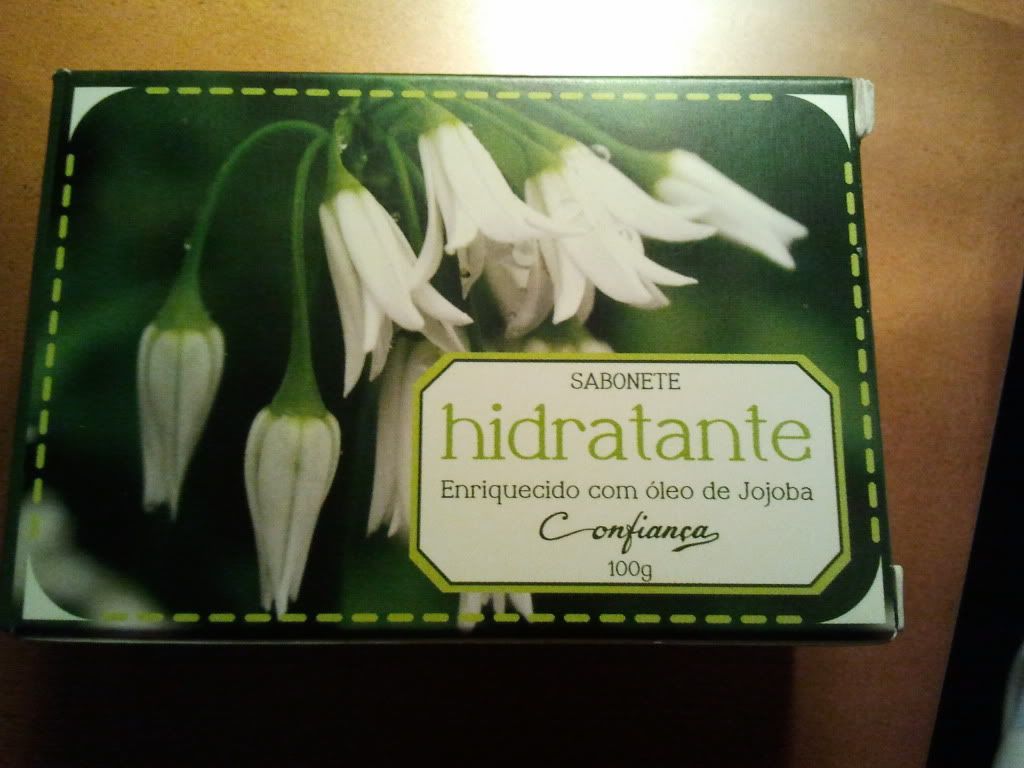 SABONETE
hidratante
Enriquecido com óleo de Jojoba
Confiança
100g